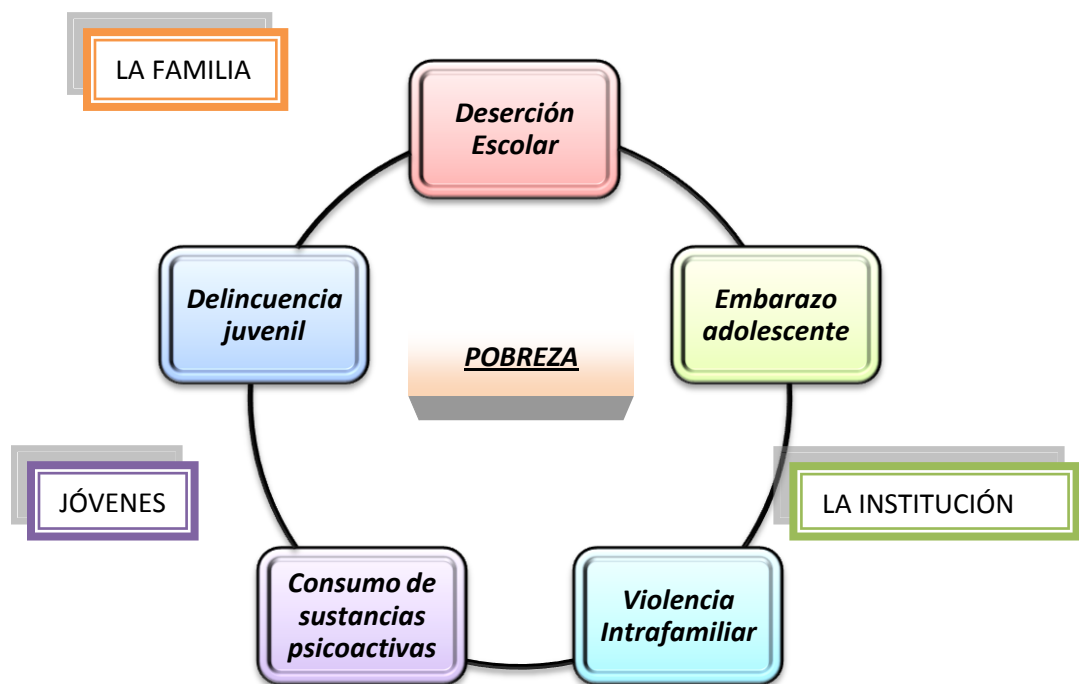 LA FAMILIA
Deserción
Escolar
Delincuencia
juvenil
Embarazo
adolescente
POBREZA
JÓVENES
LA INSTITUCIÓN
Consumo de
sustancias
psicoactivas
Violencia
Intrafamiliar